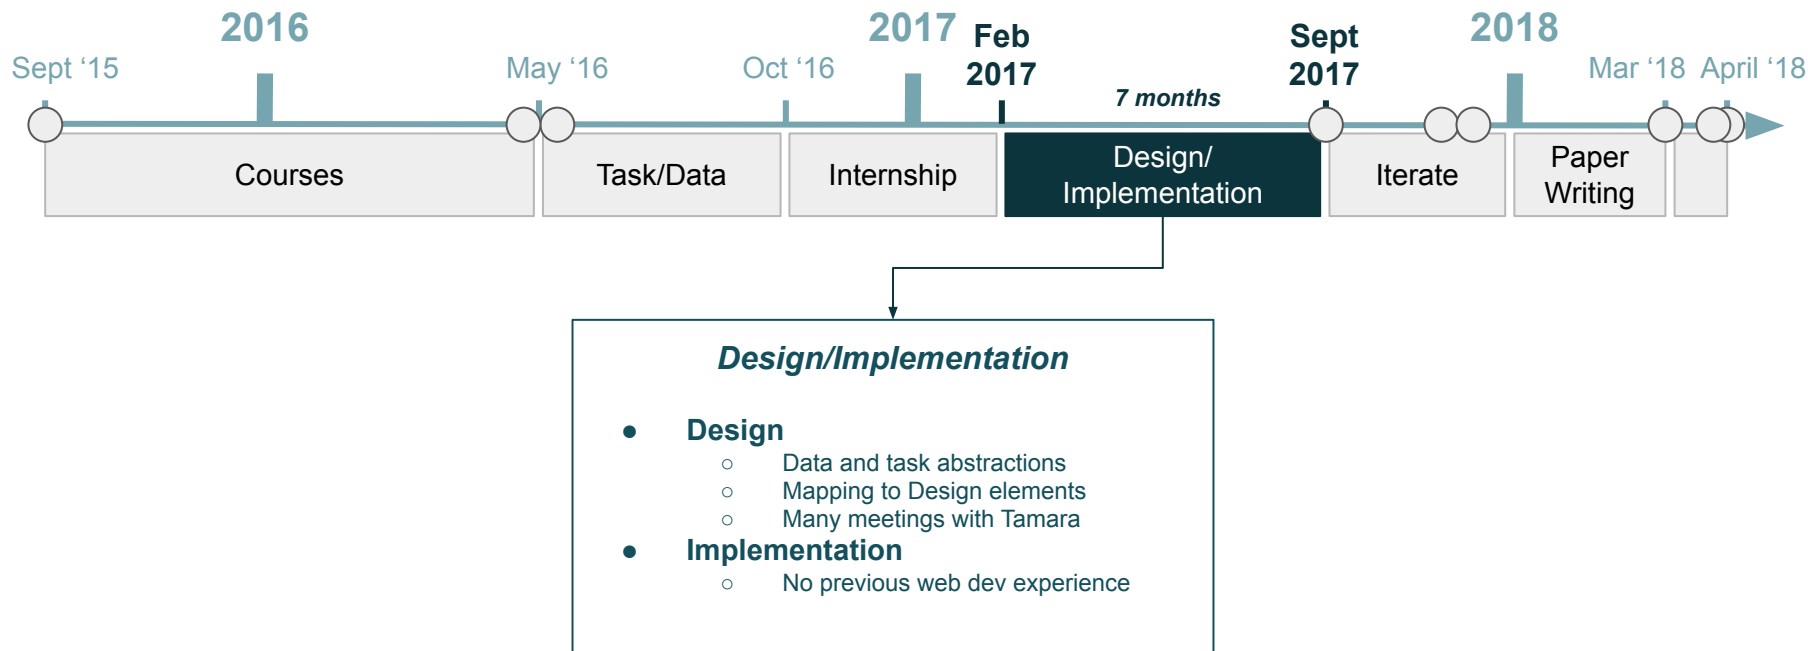 2016
2017
2018
Sept ‘15
May ‘16
Oct ‘16
Feb
2017
Sept
2017
Mar ‘18
April ‘18
7 months
Courses
Task/Data
Internship
Design/
Implementation
Iterate
Paper
Writing
Design/Implementation
● Design
○ Data and task abstractions
○ Mapping to Design elements
○ Many meetings with Tamara
● Implementation
○ No previous web dev experience